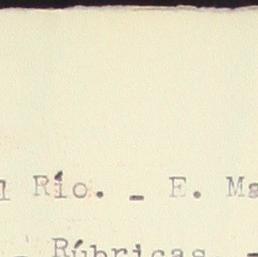 l Río. _ E. Ma
_ Rúbricas. -